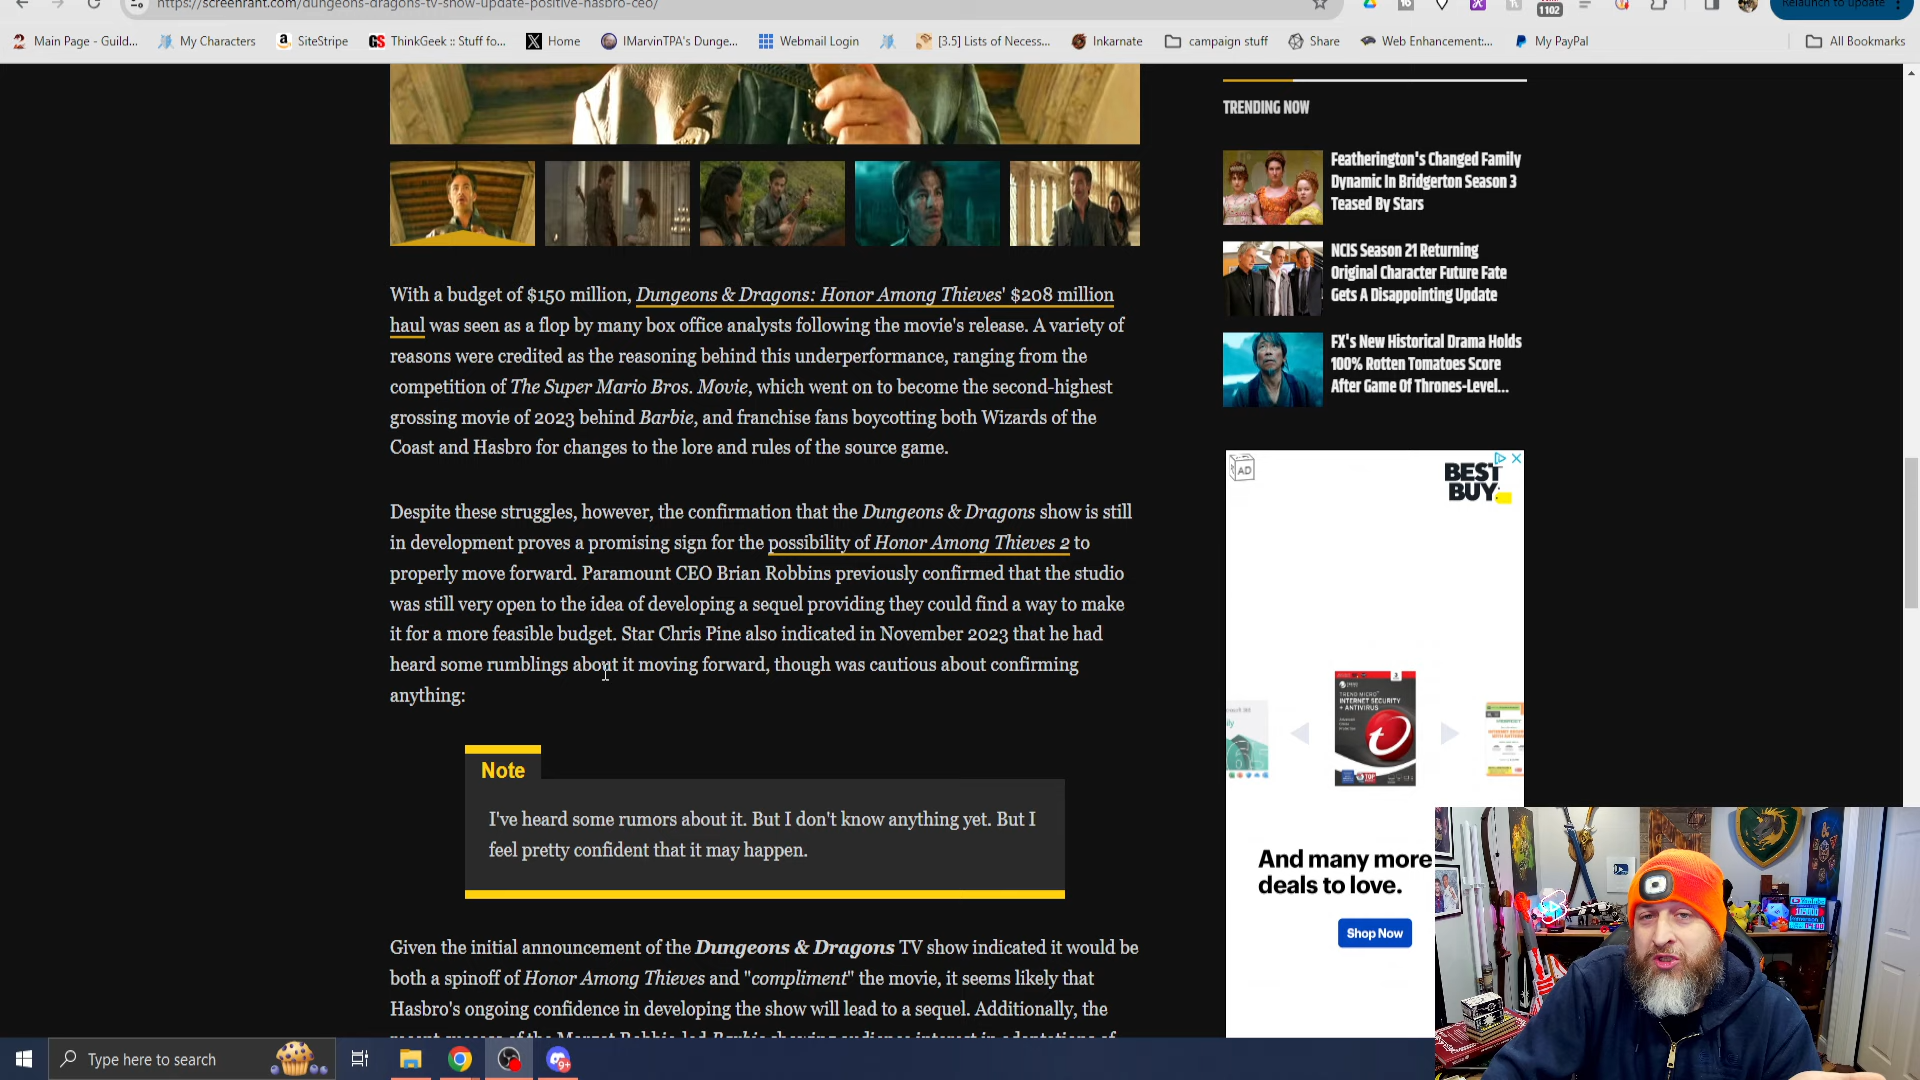 https://screenrant.com/dungeons-dragons-tv-show-update-positive-hasbro-ceo/
1102
Relaunch to update
Main Page - Guild...
My Characters
SiteStripe
ThinkGeek :: Stuff fo...
Home
IMarvinTPA's Dunge...
Webmail Login
[3.5] Lists of Necess...
Inkarnate
campaign stuff
Share
Web Enhancement:...
My PayPal
All Bookmarks
TRENDING NOW
Featherington's Changed Family
Dynamic In Bridgerton Season 3
Teased By Stars
NCIS Season 21 Returning
Original Character Future Fate
Gets A Disappointing Update
FX's New Historical Drama Holds
100% Rotten Tomatoes Score
After Game Of Thrones-Level...
With a budget of $150 million, Dungeons & Dragons: Honor Among Thieves' $208 million
haul was seen as a flop by many box office analysts following the movie's release. A variety of
reasons were credited as the reasoning behind this underperformance, ranging from the
competition of The Super Mario Bros. Movie, which went on to become the second-highest
grossing movie of 2023 behind Barbie, and franchise fans boycotting both Wizards of the
Coast and Hasbro for changes to the lore and rules of the source game.
Despite these struggles, however, the confirmation that the Dungeons & Dragons show is still
in development proves a promising sign for the possibility of Honor Among Thieves 2 to
properly move forward. Paramount CEO Brian Robbins previously confirmed that the studio
was still very open to the idea of developing a sequel providing they could find a way to make
it for a more feasible budget. Star Chris Pine also indicated in November 2023 that he had
heard some rumblings about it moving forward, though was cautious about confirming
anything:
Note
I've heard some rumors about it. But I don't know anything yet. But I
feel pretty confident that it may happen.
Given the initial announcement of the Dungeons & Dragons TV show indicated it would be
both a spinoff of Honor Among Thieves and "compliment" the movie, it seems likely that
Hasbro's ongoing confidence in developing the show will lead to a sequel. Additionally, the
AD
BEST
BUY
TREND MICRO
INTERNET SECURITY
+ ANTIVIRUS
And many more
deals to love.
Shop Now
Type here to search
9+